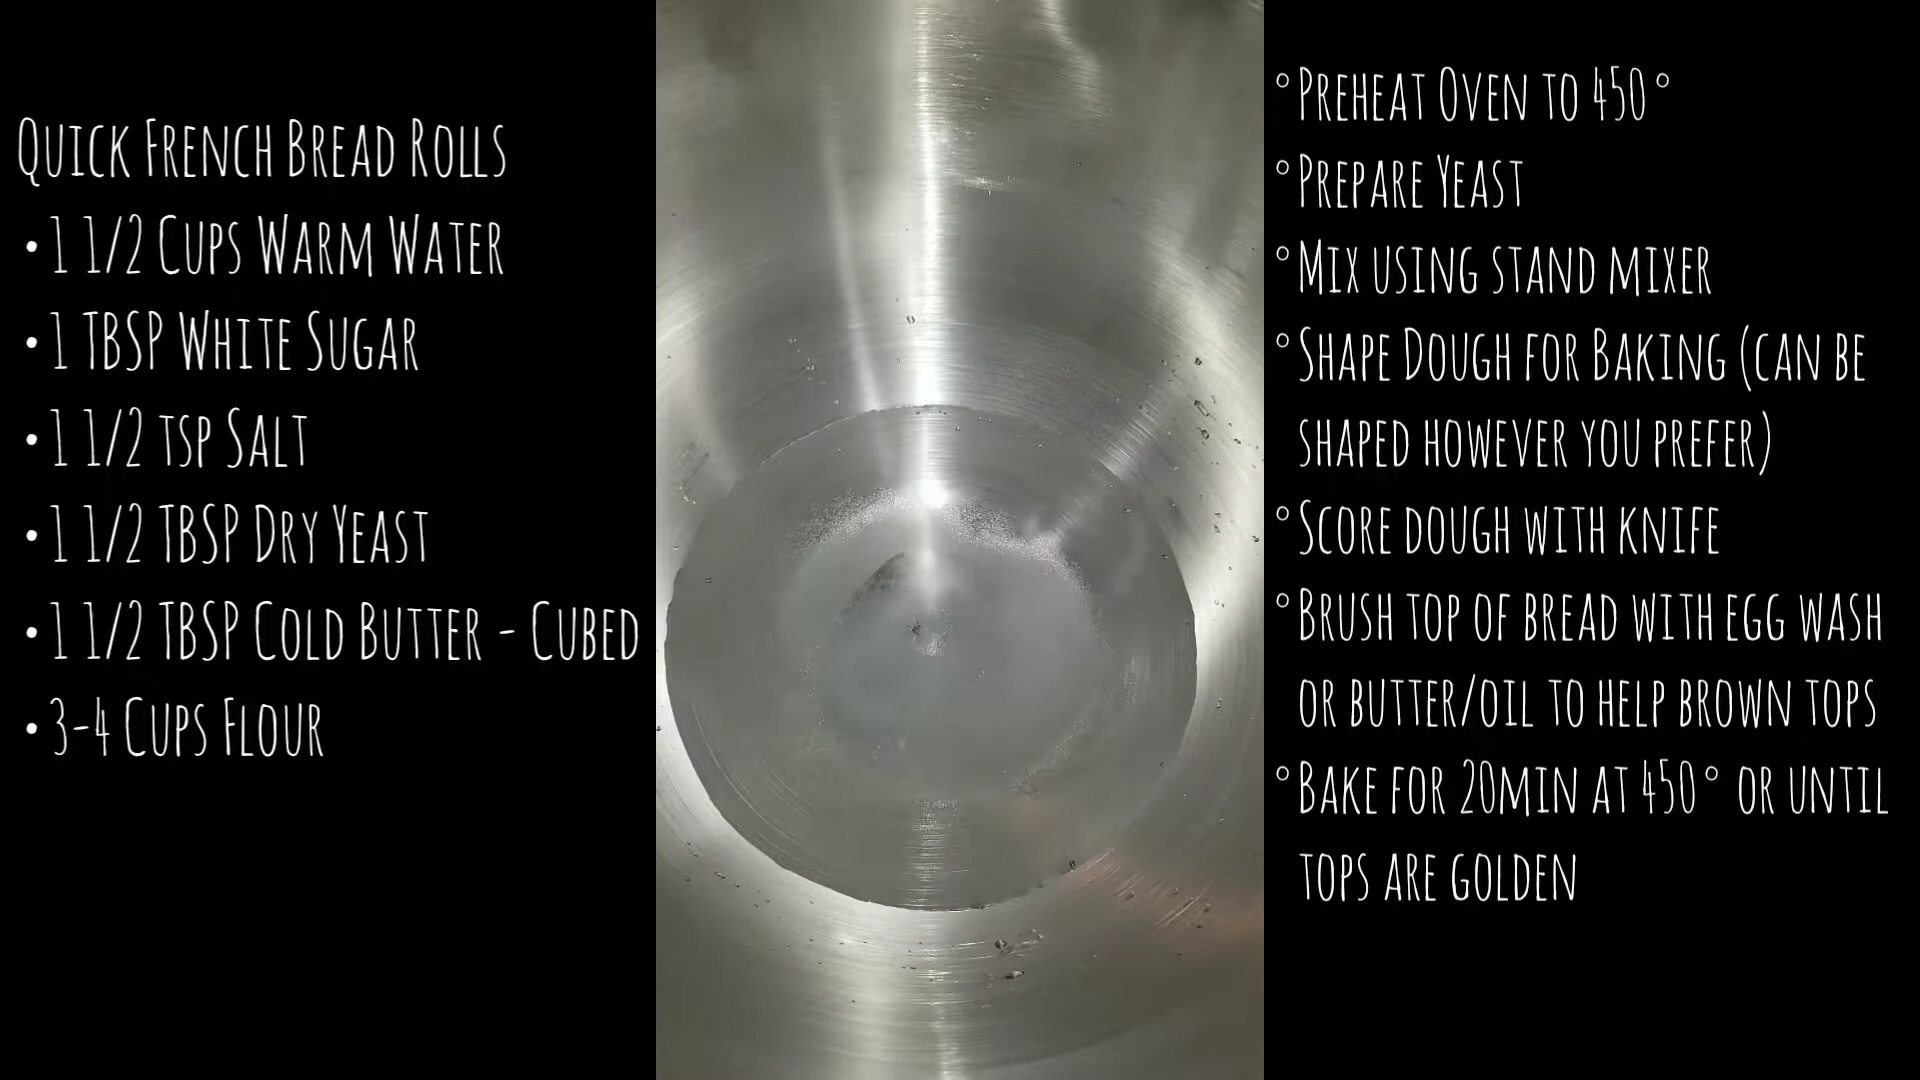 Quick French Bread Rolls
• 1 1/2 Cups Warm Water
• 1 TBSP White Sugar
• 1 1/2 tsp Salt
• 1 1/2 TBSP Dry Yeast
• 1 1/2 TBSP Cold Butter - Cubed
• 3-4 Cups Flour
°Preheat Oven to 450°
°Prepare Yeast
°Mix using stand mixer
°Shape Dough for Baking (can be
shaped however you prefer)
°Score dough with knife
°Brush top of bread with egg wash
or butter/oil to help brown tops
°Bake for 20min at 450° or until
tops are golden